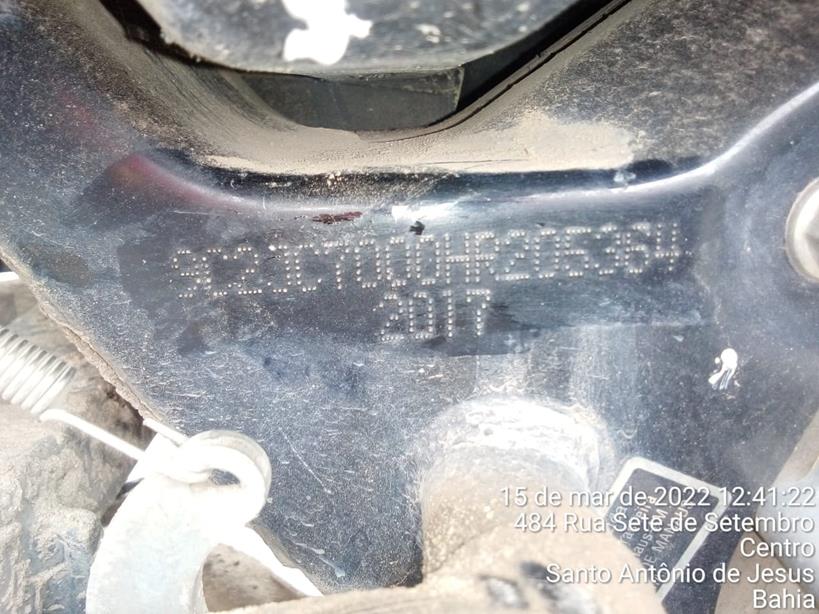 9C2JC7000HR205364
2017
15 de mar de 2022 12:41:22
484 Rua Sete de Setembro
Centro
Santo Antônio de Jesus
Bahia